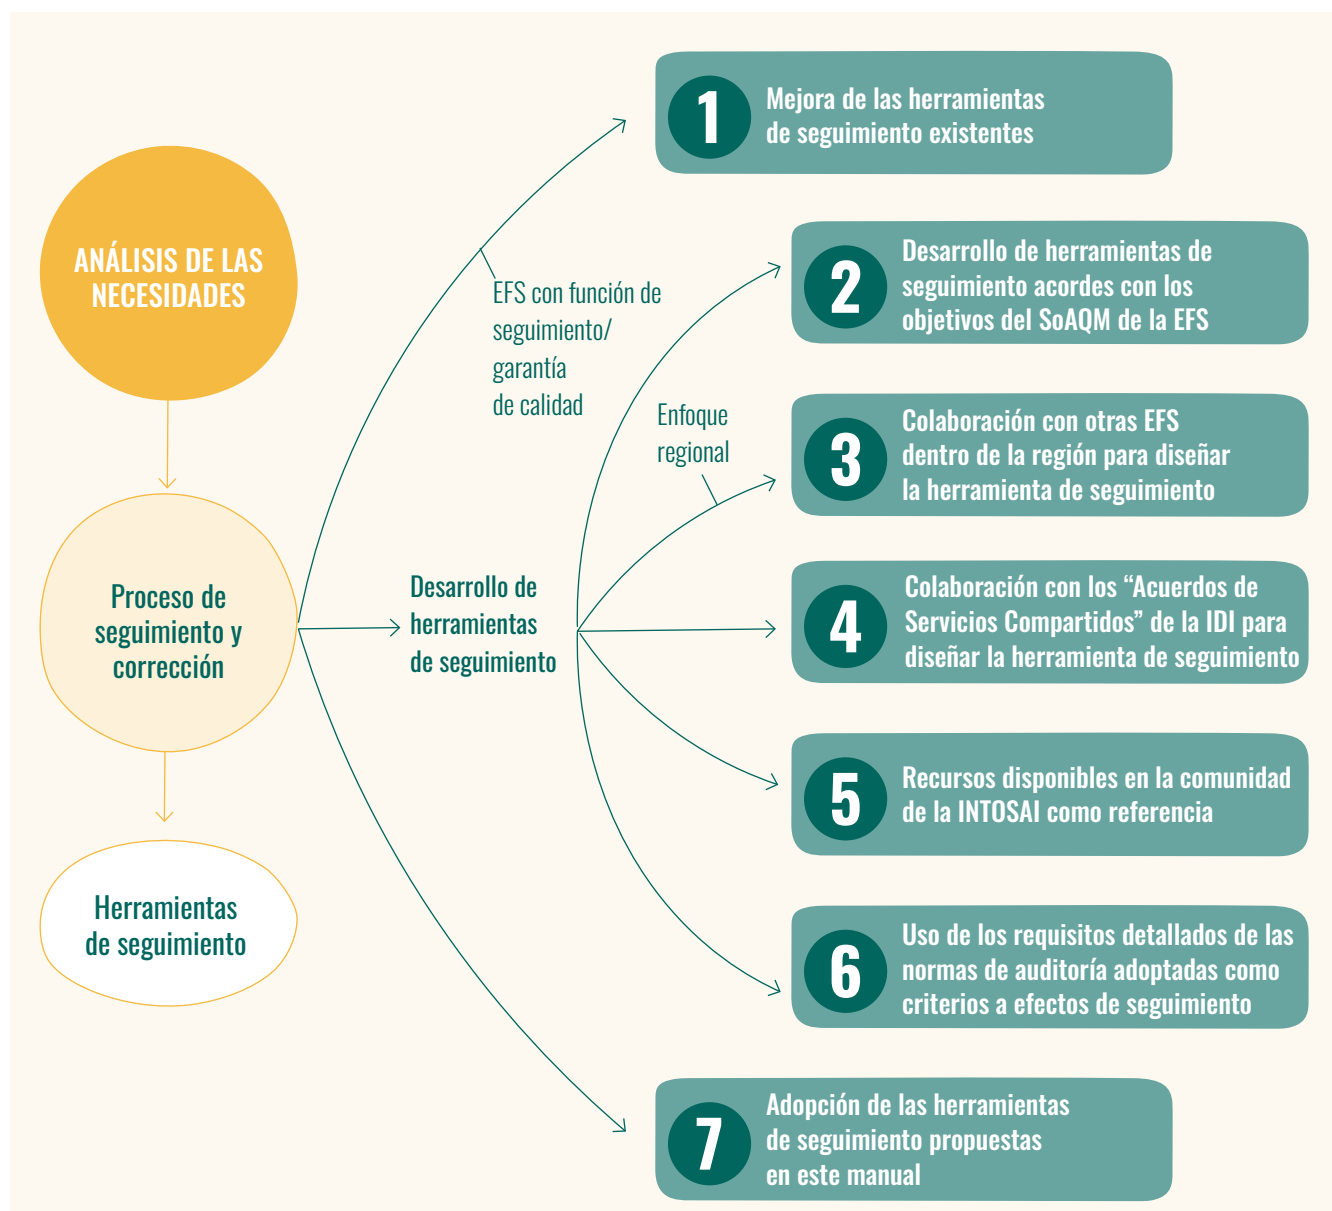 ANÁLISIS DE LAS
NECESIDADES
Proceso de
seguimiento y
corrección
Herramientas
de seguimiento
EFS con función de
seguimiento/
garantía
de calidad
Enfoque
regional
Desarrollo de
herramientas
de seguimiento
1
Mejora de las herramientas
de seguimiento existentes
2
Desarrollo de herramientas de
seguimiento acordes con los
objetivos del SoAQM de la EFS
3
Colaboración con otras EFS
dentro de la región para diseñar
la herramienta de seguimiento
4
Colaboración con los “Acuerdos de
Servicios Compartidos” de la IDI para
diseñar la herramienta de seguimiento
5
Recursos disponibles en la comunidad
de la INTOSAI como referencia
6
Uso de los requisitos detallados de las
normas de auditoría adoptadas como
criterios a efectos de seguimiento
7
Adopción de las herramientas
de seguimiento propuestas
en este manual